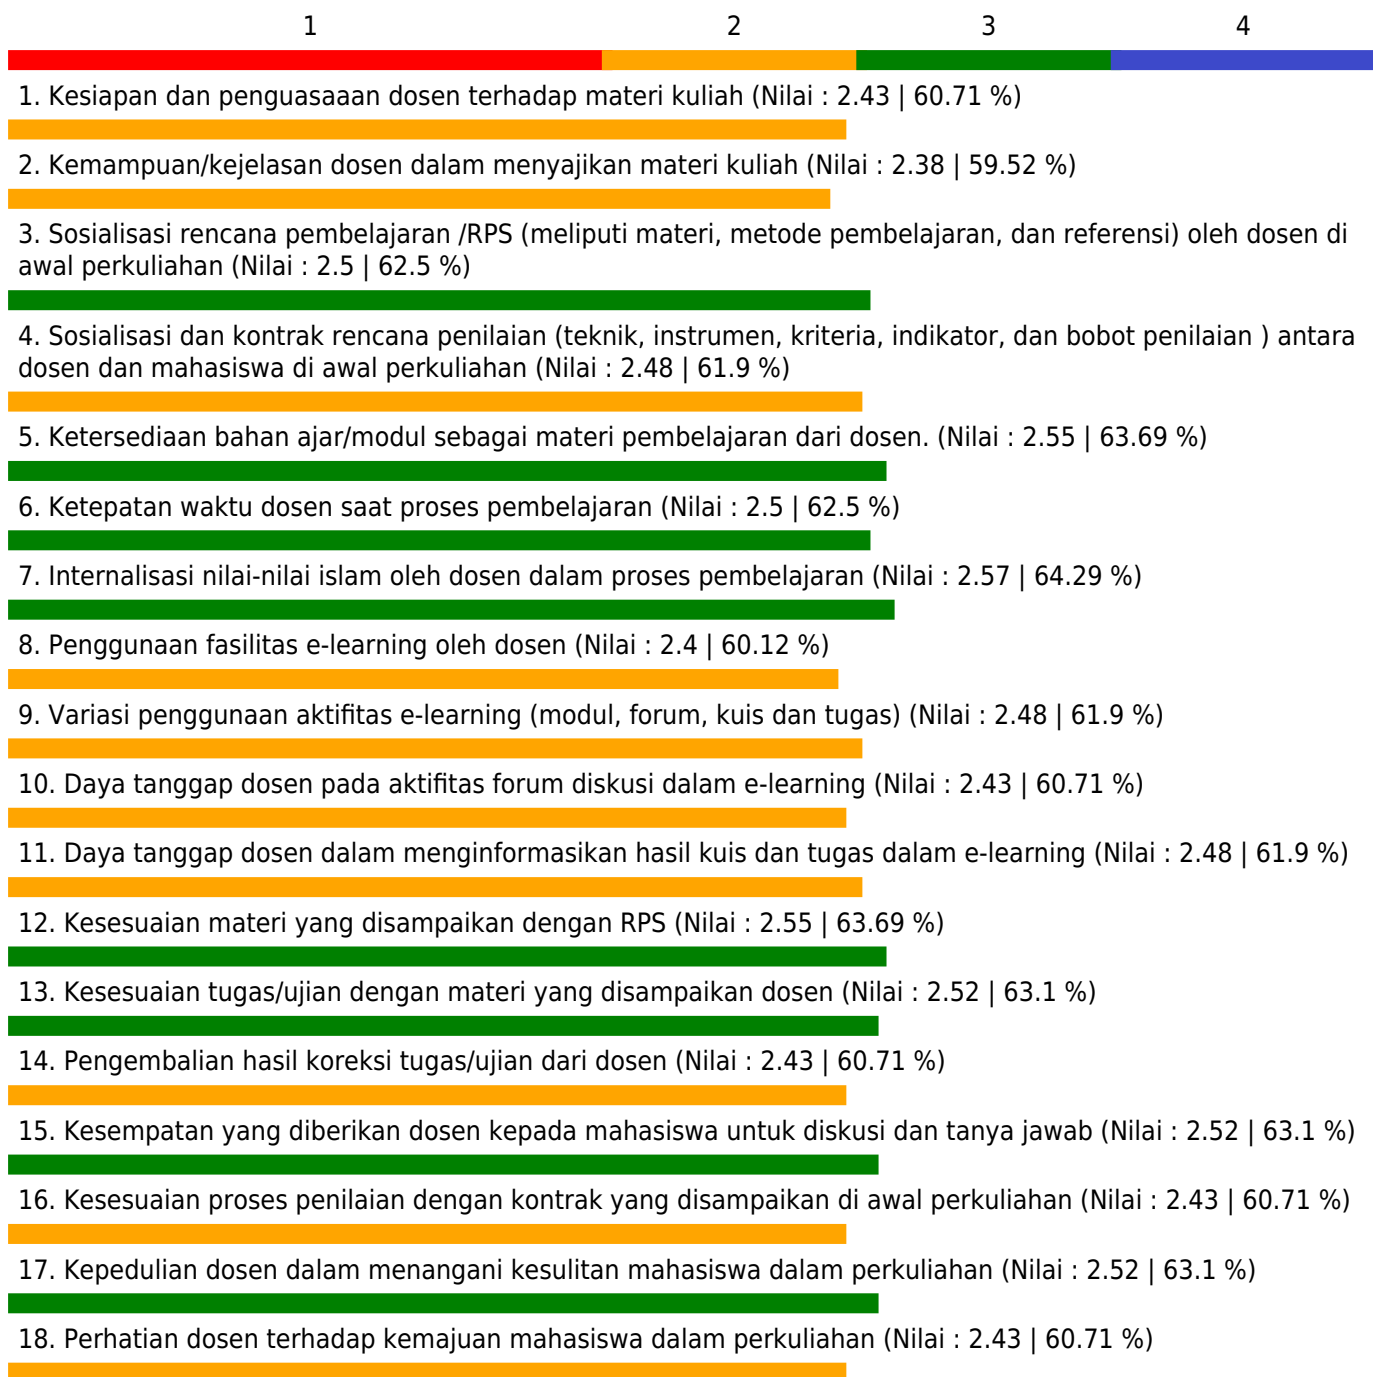 1 2 3 4
1. Kesiapan dan penguasaaan dosen terhadap materi kuliah (Nilai : 2.43 | 60.71 %)
2. Kemampuan/kejelasan dosen dalam menyajikan materi kuliah (Nilai : 2.38 | 59.52 %)
3. Sosialisasi rencana pembelajaran /RPS (meliputi materi, metode pembelajaran, dan referensi) oleh dosen di
awal perkuliahan (Nilai : 2.5 | 62.5 %)
4. Sosialisasi dan kontrak rencana penilaian (teknik, instrumen, kriteria, indikator, dan bobot penilaian ) antara
dosen dan mahasiswa di awal perkuliahan (Nilai : 2.48 | 61.9 %)
5. Ketersediaan bahan ajar/modul sebagai materi pembelajaran dari dosen. (Nilai : 2.55 | 63.69 %)
6. Ketepatan waktu dosen saat proses pembelajaran (Nilai : 2.5 | 62.5 %)
7. Internalisasi nilai-nilai islam oleh dosen dalam proses pembelajaran (Nilai : 2.57 | 64.29 %)
8. Penggunaan fasilitas e-learning oleh dosen (Nilai : 2.4 | 60.12 %)
9. Variasi penggunaan aktifitas e-learning (modul, forum, kuis dan tugas) (Nilai : 2.48 | 61.9 %)
10. Daya tanggap dosen pada aktifitas forum diskusi dalam e-learning (Nilai : 2.43 | 60.71 %)
11. Daya tanggap dosen dalam menginformasikan hasil kuis dan tugas dalam e-learning (Nilai : 2.48 | 61.9 %)
12. Kesesuaian materi yang disampaikan dengan RPS (Nilai : 2.55 | 63.69 %)
13. Kesesuaian tugas/ujian dengan materi yang disampaikan dosen (Nilai : 2.52 | 63.1 %)
14. Pengembalian hasil koreksi tugas/ujian dari dosen (Nilai : 2.43 | 60.71 %)
15. Kesempatan yang diberikan dosen kepada mahasiswa untuk diskusi dan tanya jawab (Nilai : 2.52 | 63.1 %)
16. Kesesuaian proses penilaian dengan kontrak yang disampaikan di awal perkuliahan (Nilai : 2.43 | 60.71 %)
17. Kepedulian dosen dalam menangani kesulitan mahasiswa dalam perkuliahan (Nilai : 2.52 | 63.1 %)
18. Perhatian dosen terhadap kemajuan mahasiswa dalam perkuliahan (Nilai : 2.43 | 60.71 %)